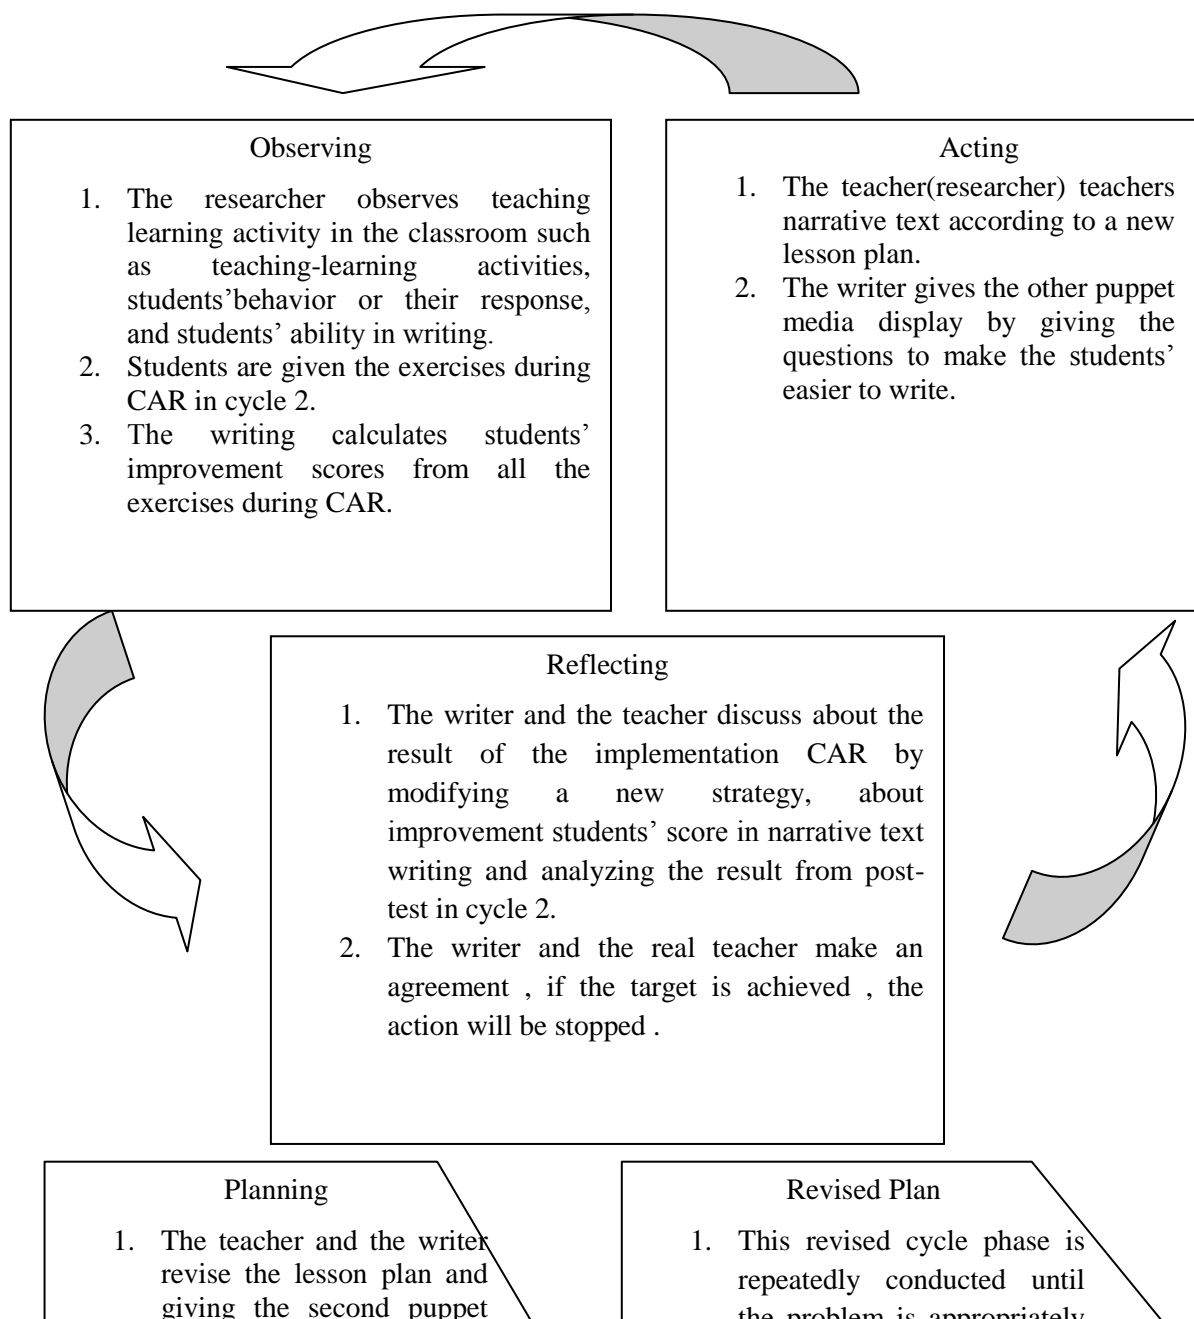 Observing
1. The researcher observes teaching
learning activity in the classroom such
as teaching-learning activities,
students’behavior or their response,
and students’ ability in writing.
2. Students are given the exercises during
CAR in cycle 2.
3. The writing calculates students’
improvement scores from all the
exercises during CAR.
Acting
1. The teacher(researcher) teachers
narrative text according to a new
lesson plan.
2. The writer gives the other puppet
media display by giving the
questions to make the students’
easier to write.
Reflecting
1. The writer and the teacher discuss about the
result of the implementation CAR by
modifying a new strategy, about
improvement students’ score in narrative text
writing and analyzing the result from post-
test in cycle 2.
2. The writer and the real teacher make an
agreement , if the target is achieved , the
action will be stopped .
Planning
1. The teacher and the writer
revise the lesson plan and
giving the second puppet
Revised Plan
1. This revised cycle phase is
repeatedly conducted until
the problem is appropriately